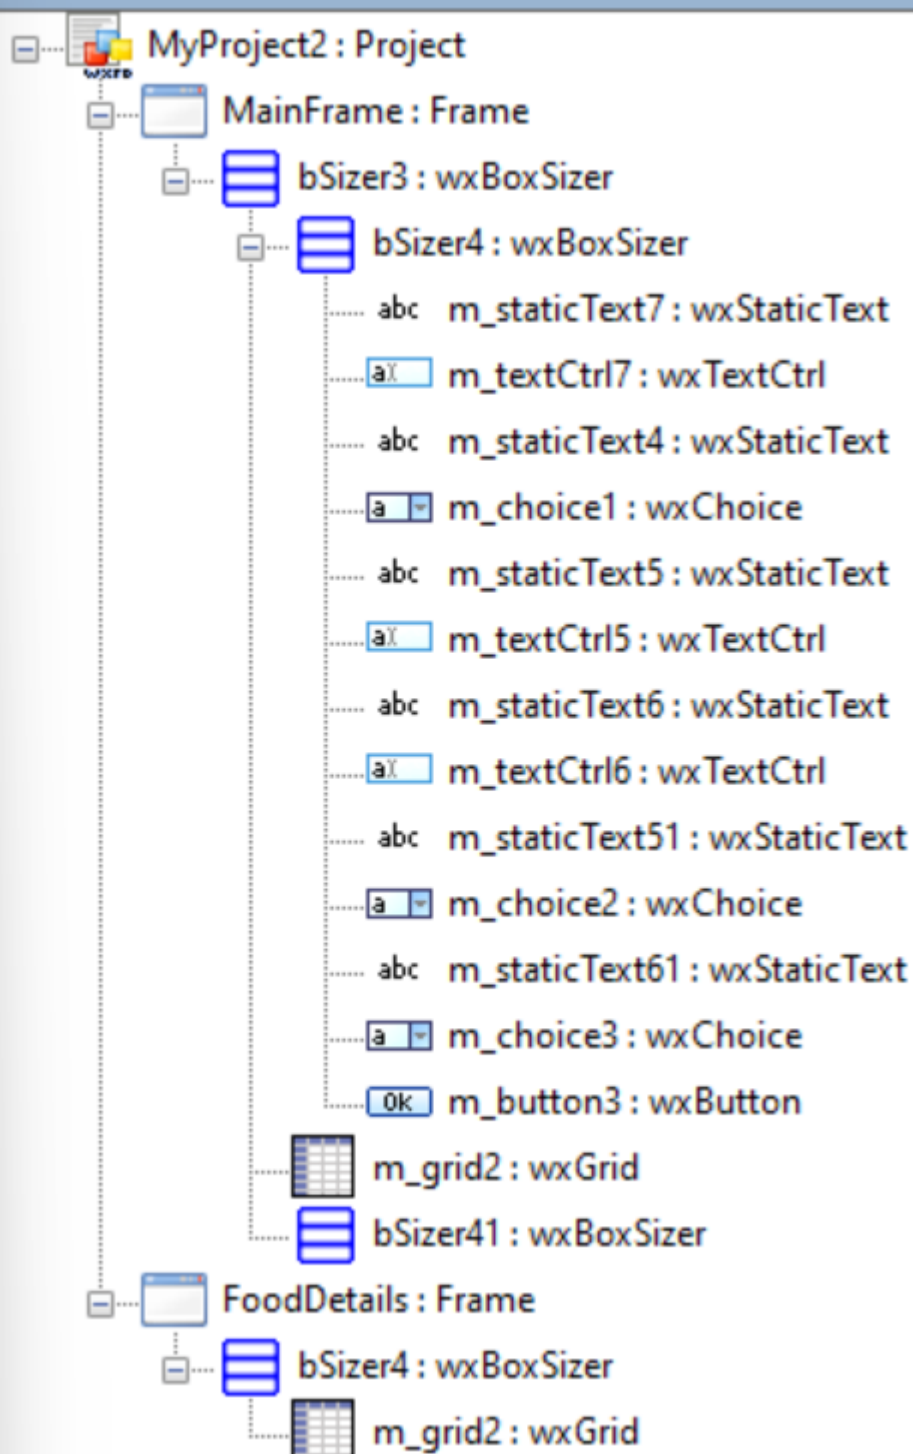 MyProject2 : Project
MainFrame : Frame
bSizer3 : wxBoxSizer
bSizer4 : wxBoxSizer
abc m_staticText7 : wxStaticText
a m_textCtrl7 : wxTextCtrl
abc m_staticText4 : wxStaticText
a m_choice1 : wxChoice
abc m_staticText5 : wxStaticText
a m_textCtrl5 : wxTextCtrl
abc m_staticText6 : wxStaticText
a m_textCtrl6 : wxTextCtrl
abc m_staticText51 : wxStaticText
a m_choice2 : wxChoice
abc m_staticText61 : wxStaticText
a m_choice3 : wxChoice
Ok m_button3 : wxButton
m_grid2 : wxGrid
bSizer41 : wxBoxSizer
FoodDetails : Frame
bSizer4 : wxBoxSizer
m_grid2 : wxGrid